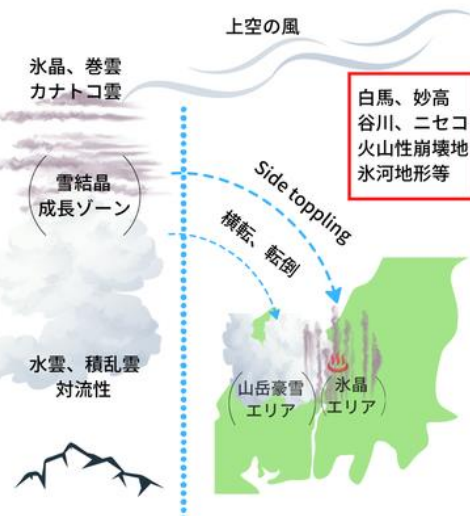 上空の風
氷晶、巻雲
カナトコ雲
白馬、妙高
谷川、ニセコ
火山性崩壊地
氷河地形等
雪結晶
成長ゾーン
Side toppling
横転、転倒
水雲、積乱雲
対流性
山岳豪雪
エリア
氷晶
エリア